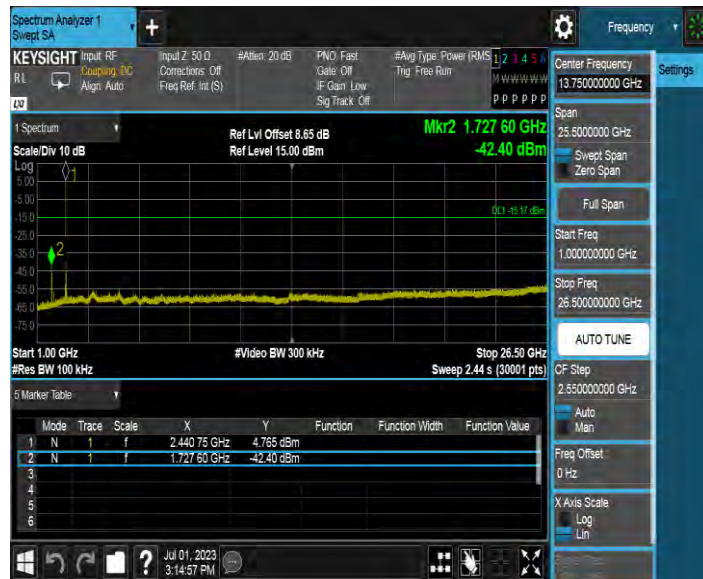 Spectrum Analyzer 1
Swept SA
+
Frequency
KEYSIGHT
RL
LXI
Input: RF
Coupling: DC
Align: Auto
Input Z: 50 Ω
Corrections: Off
Freq Ref: Int (S)
#Atten: 20 dB
PNO: Fast
Gate: Off
IF Gain: Low
Sig Track: Off
#Avg Type: Power (RMS
Trig: Free Run
1 2 3 4 5 6
M W W W W W
P P P P P P
Center Frequency
13.750000000 GHz
Settings
Span
25.5000000 GHz
Swept Span
Zero Span
Full Span
Start Freq
1.000000000 GHz
Stop Freq
26.500000000 GHz
AUTO TUNE
CF Step
2.550000000 GHz
Auto
Man
Freq Offset
0 Hz
X Axis Scale
Log
Lin
1 Spectrum
Scale/Div 10 dB
Ref Lvl Offset 8.65 dB
Ref Level 15.00 dBm
Mkr2 1.727 60 GHz
-42.40 dBm
Log
5.00
-5.00
-15.0
-25.0
-35.0
-45.0
-55.0
-65.0
-75.0
1
2
DL1 -15.17 dBm
Start 1.00 GHz
#Res BW 100 kHz
#Video BW 300 kHz
Stop 26.50 GHz
Sweep 2.44 s (30001 pts)
5 Marker Table
Mode Trace Scale X Y Function Function Width Function Value
1 N 1 f 2.440 75 GHz 4.765 dBm
2 N 1 f 1.727 60 GHz -42.40 dBm
3
4
5
6
?
Jul 01, 2023
3:14:57 PM